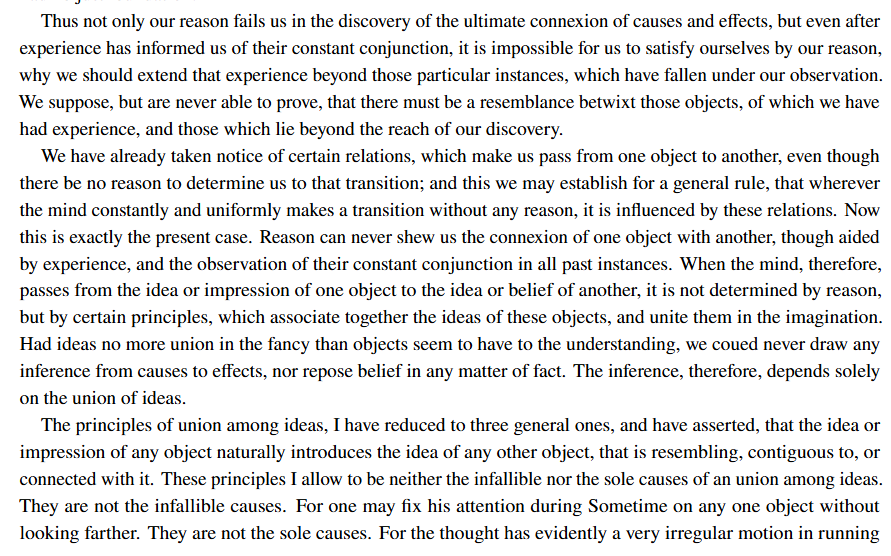 Thus not only our reason fails us in the discovery of the ultimate connexion of causes and effects, but even after
experience has informed us of their constant conjunction, it is impossible for us to satisfy ourselves by our reason,
why we should extend that experience beyond those particular instances, which have fallen under our observation.
We suppose, but are never able to prove, that there must be a resemblance betwixt those objects, of which we have
had experience, and those which lie beyond the reach of our discovery.
We have already taken notice of certain relations, which make us pass from one object to another, even though
there be no reason to determine us to that transition; and this we may establish for a general rule, that wherever
the mind constantly and uniformly makes a transition without any reason, it is influenced by these relations. Now
this is exactly the present case. Reason can never shew us the connexion of one object with another, though aided
by experience, and the observation of their constant conjunction in all past instances. When the mind, therefore,
passes from the idea or impression of one object to the idea or belief of another, it is not determined by reason,
but by certain principles, which associate together the ideas of these objects, and unite them in the imagination.
Had ideas no more union in the fancy than objects seem to have to the understanding, we coued never draw any
inference from causes to effects, nor repose belief in any matter of fact. The inference, therefore, depends solely
on the union of ideas.
The principles of union among ideas, I have reduced to three general ones, and have asserted, that the idea or
impression of any object naturally introduces the idea of any other object, that is resembling, contiguous to, or
connected with it. These principles I allow to be neither the infallible nor the sole causes of an union among ideas.
They are not the infallible causes. For one may fix his attention during Sometime on any one object without
looking farther. They are not the sole causes. For the thought has evidently a very irregular motion in running